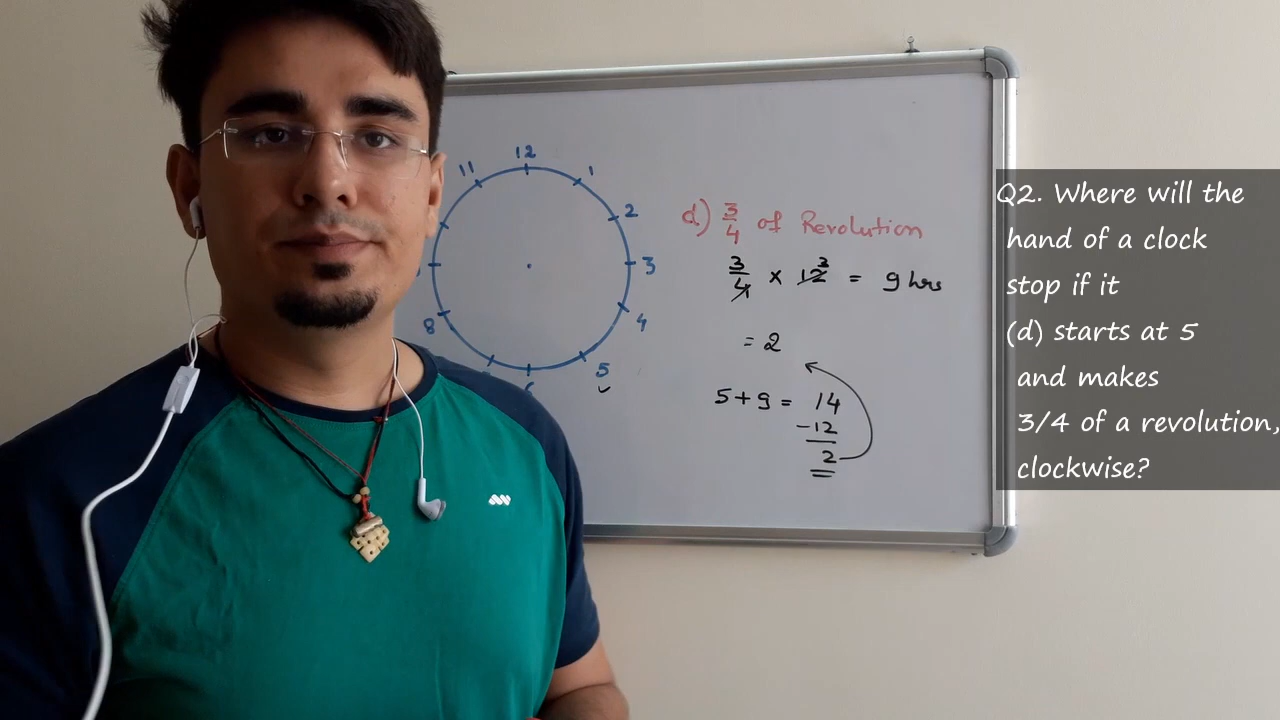 12
11
1
2
3
4
5
8
d.) 3/4 of Revolution
3/4 x 12 3 = 9 hrs
= 2
5+9 = 14
-12
2
Q2. Where will the
hand of a clock
stop if it
(d) starts at 5
and makes
3/4 of a revolution,
clockwise?